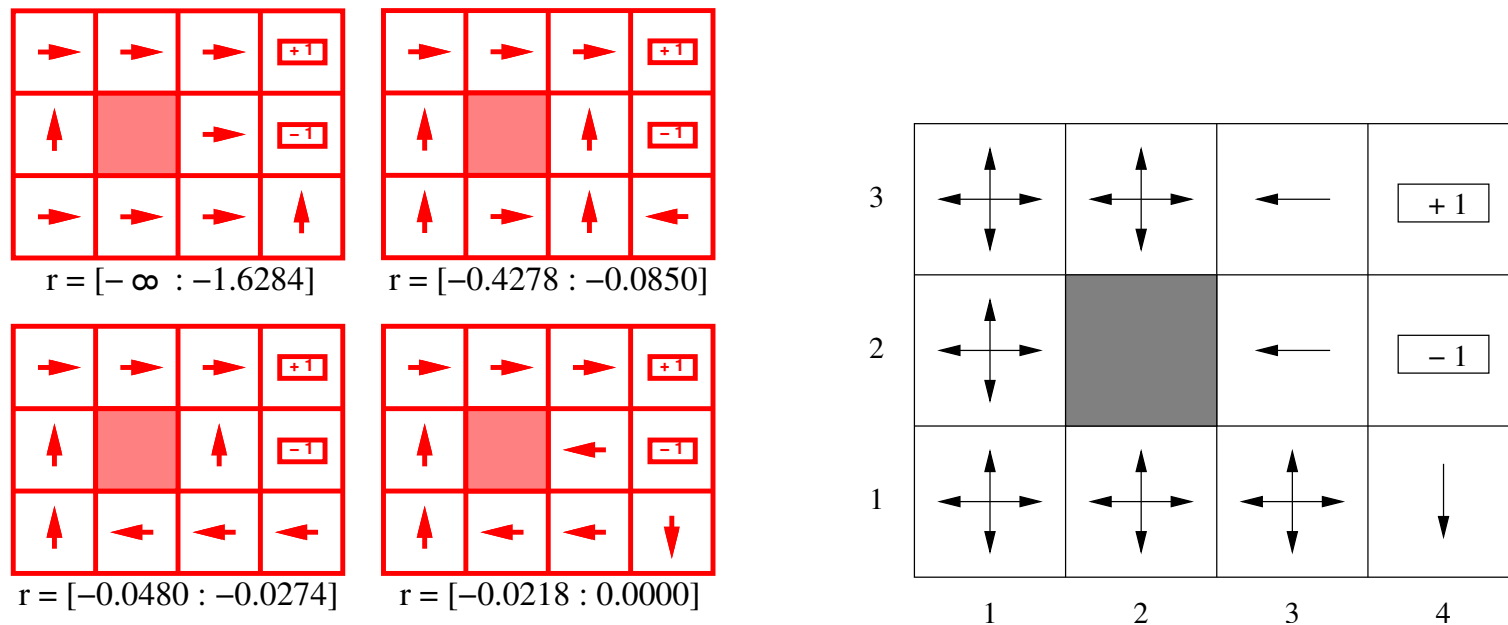 + 1
− 1
r = [− ∞ : −1.6284]
+ 1
− 1
r = [−0.4278 : −0.0850]
+ 1
− 1
r = [−0.0480 : −0.0274]
+ 1
− 1
r = [−0.0218 : 0.0000]
3
+ 1
2
− 1
1
1 2 3 4